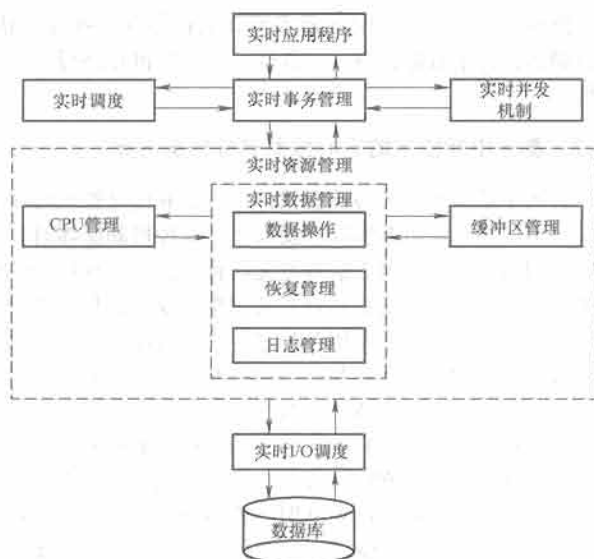 实时应用程序
实时调度
实时事务管理
实时并发
机制
实时资源管理
实时数据管理
CPU管理
数据操作
缓冲区管理
恢复管理
日志管理
实时I/O调度
数据库